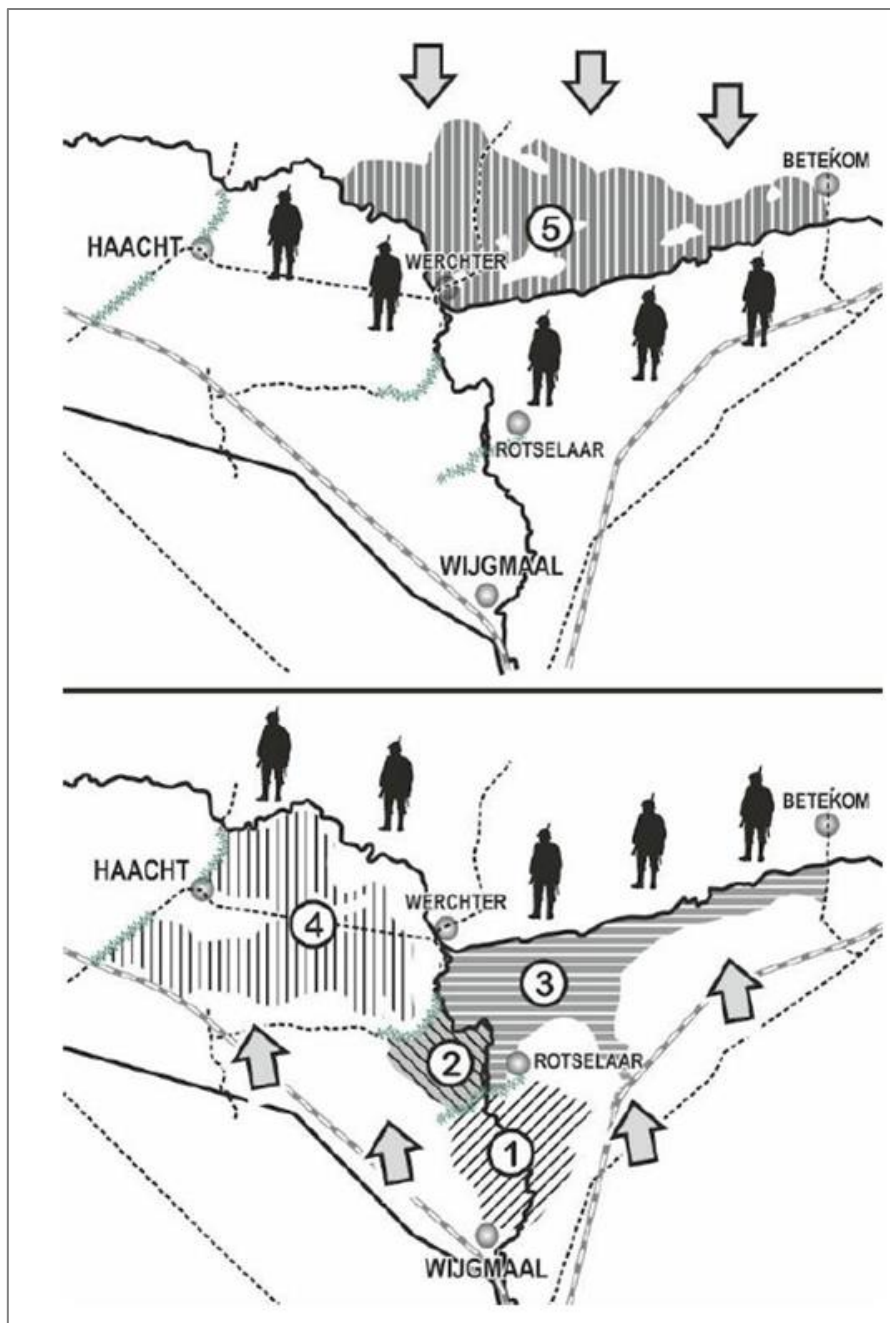 BETEKOM
HAACHT
5
WERCHTER
ROTSELAAR
WIJGMAAL
BETEKOM
HAACHT
WERCHTER
4
3
2
ROTSELAAR
1
WIJGMAAL